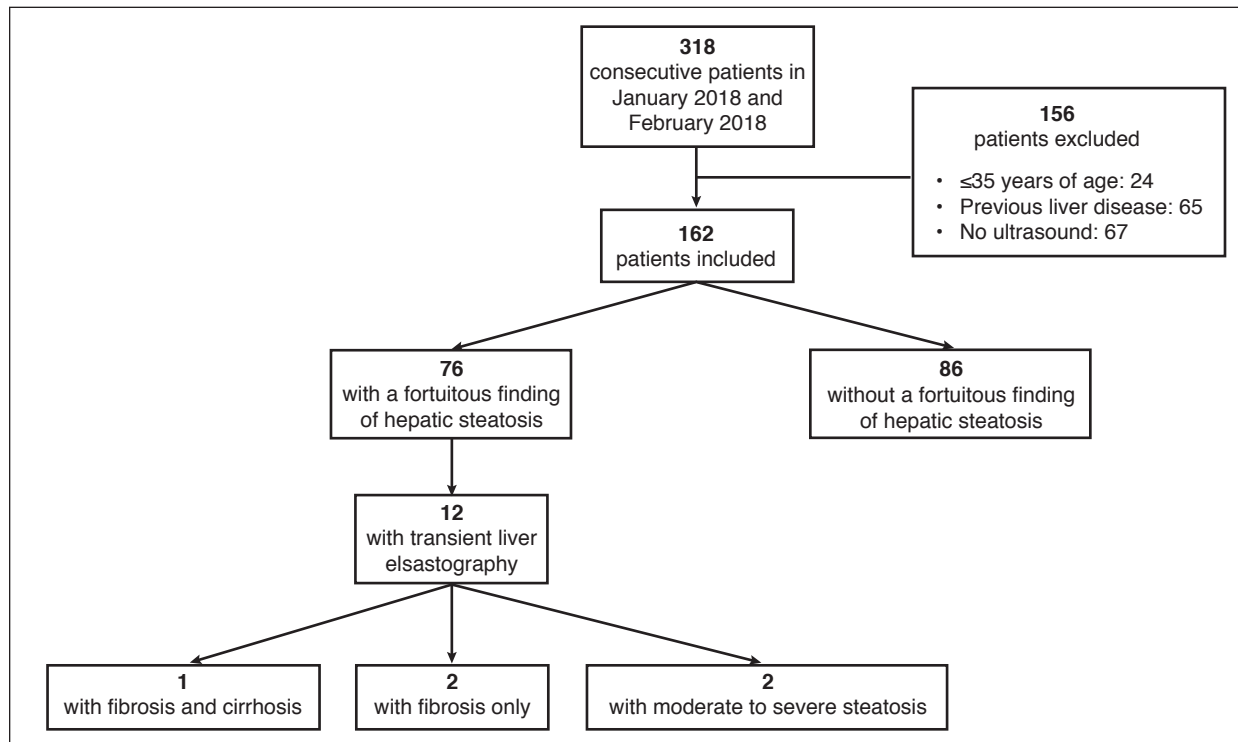 318
consecutive patients in
January 2018 and
February 2018
156
patients excluded
• ≤35 years of age: 24
• Previous liver disease: 65
• No ultrasound: 67
162
patients included
76
with a fortuitous finding
of hepatic steatosis
86
without a fortuitous finding
of hepatic steatosis
12
with transient liver
elsastography
1
with fibrosis and cirrhosis
2
with fibrosis only
2
with moderate to severe steatosis